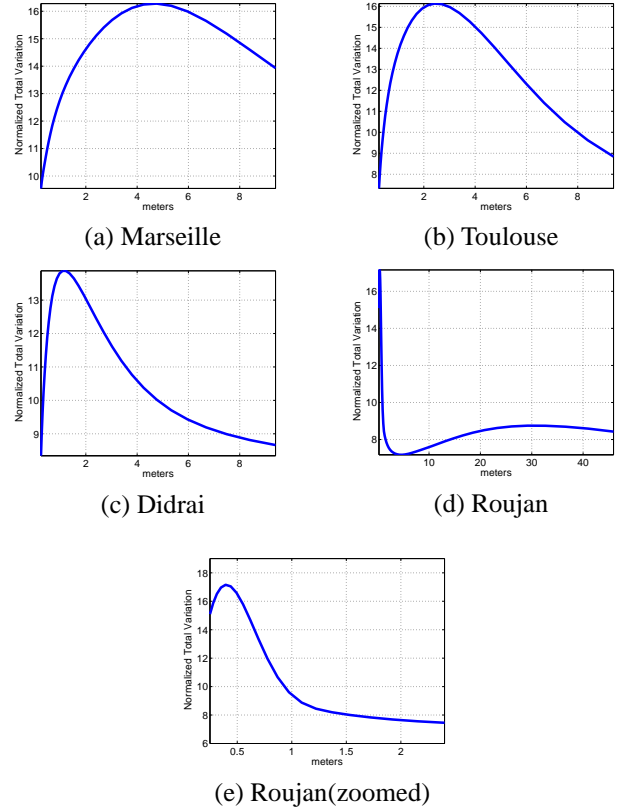 16
15
14
13
12
11
10
2 4 6 8
meters
Normalized Total Variation
(a) Marseille
16
15
14
13
12
11
10
9
8
2 4 6 8
meters
Normalized Total Variation
(b) Toulouse
13
12
11
10
9
2 4 6 8
meters
Normalized Total Variation
(c) Didrai
16
14
12
10
8
10 20 30 40
meters
Normalized Total Variation
(d) Roujan
18
16
14
12
10
8
6
0.5 1 1.5 2
meters
Normalized Total Variation
(e) Roujan(zoomed)